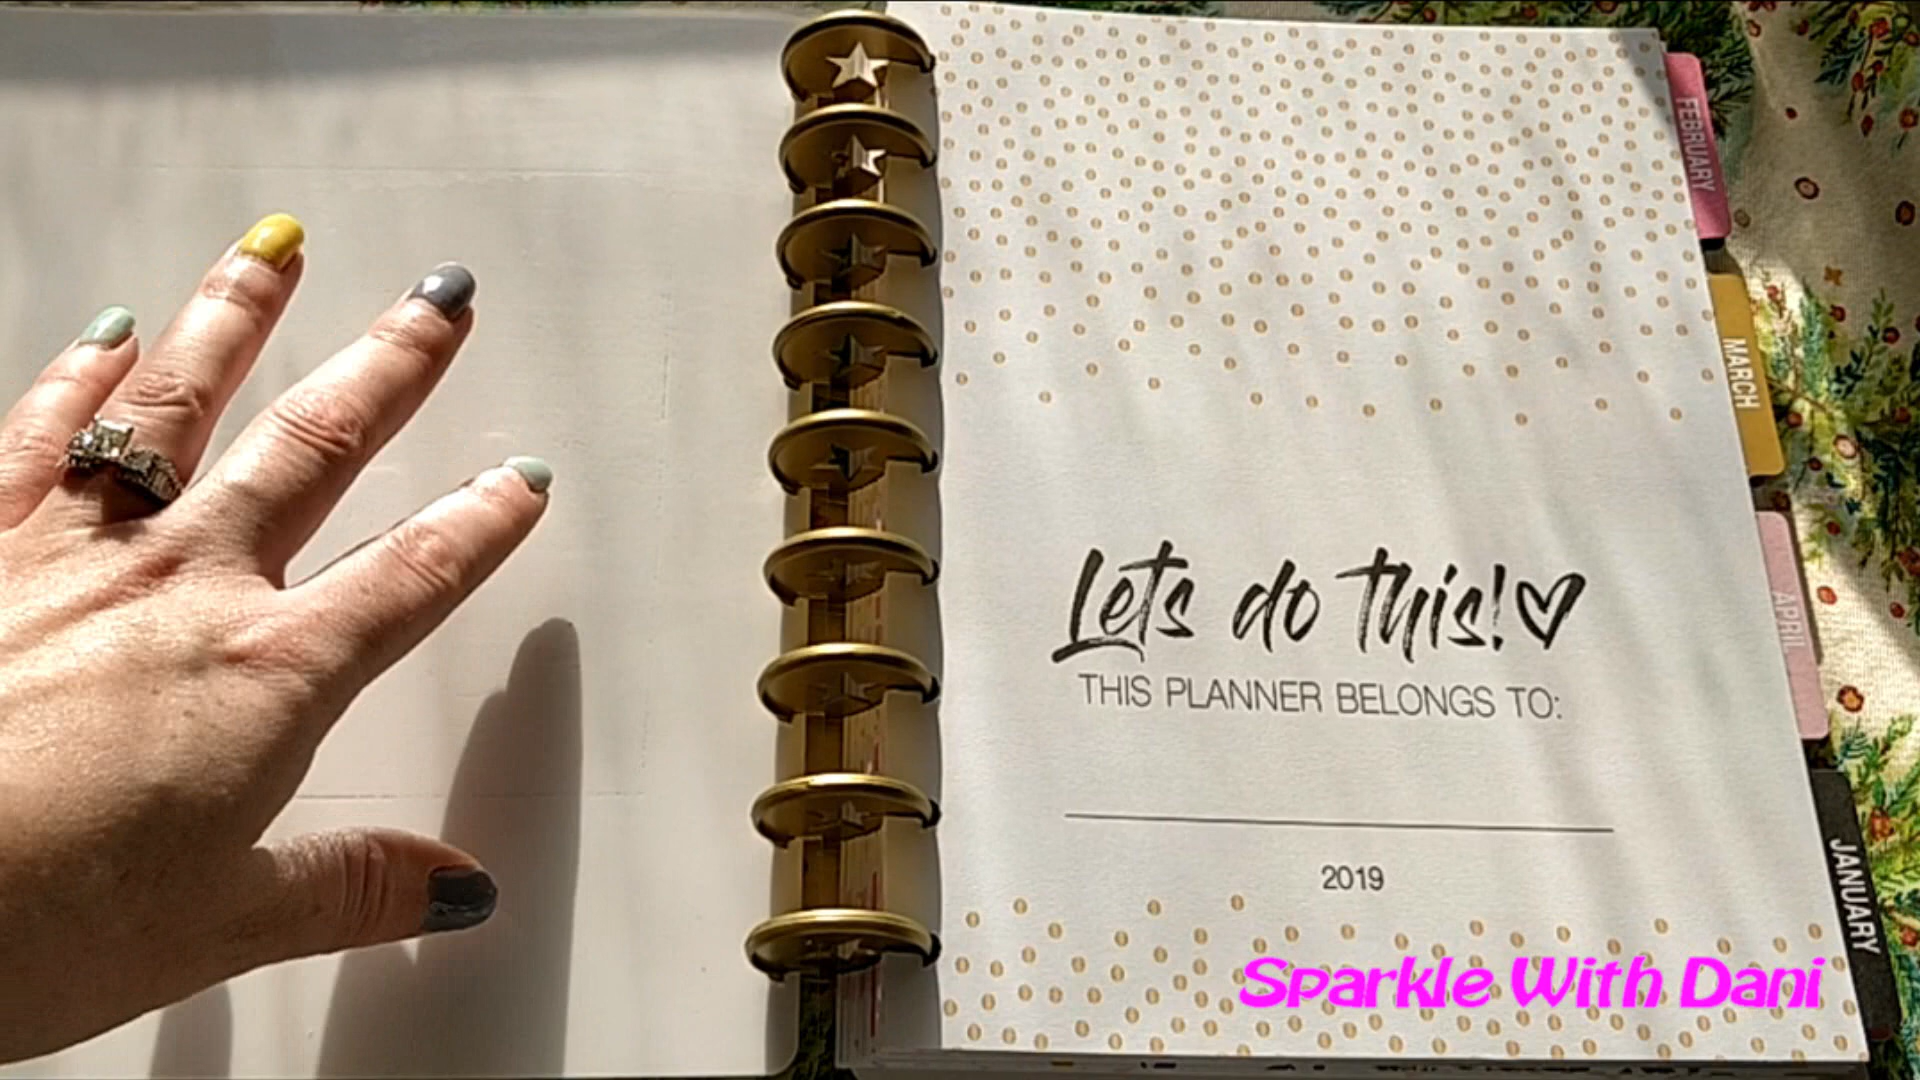 Lets do this!
THIS PLANNER BELONGS TO:
2019
FEBRUARY
MARCH
APRIL
JANUARY
Sparkle With Dani